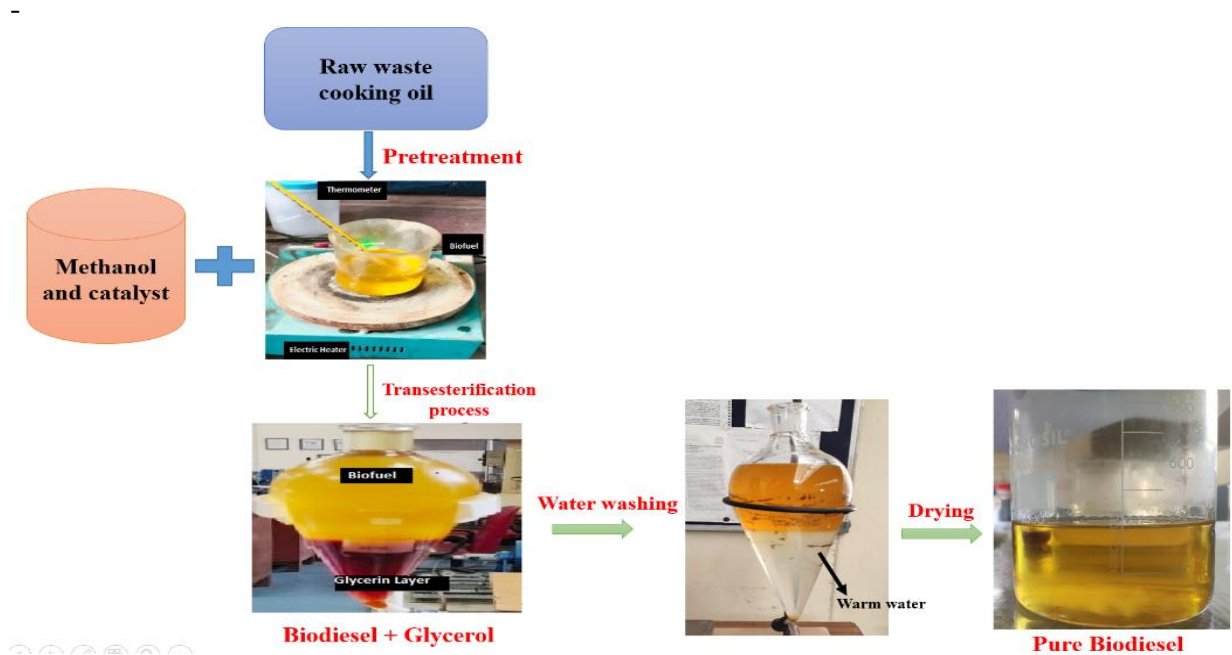 -
Raw waste
cooking oil
Pretreatment
Thermometer
Biofuel
Methanol
and catalyst
Electric Heater
Transesterification
process
Biofuel
Glycerin Layer
Biodiesel + Glycerol
Water washing
Warm water
Drying
600
Pure Biodiesel